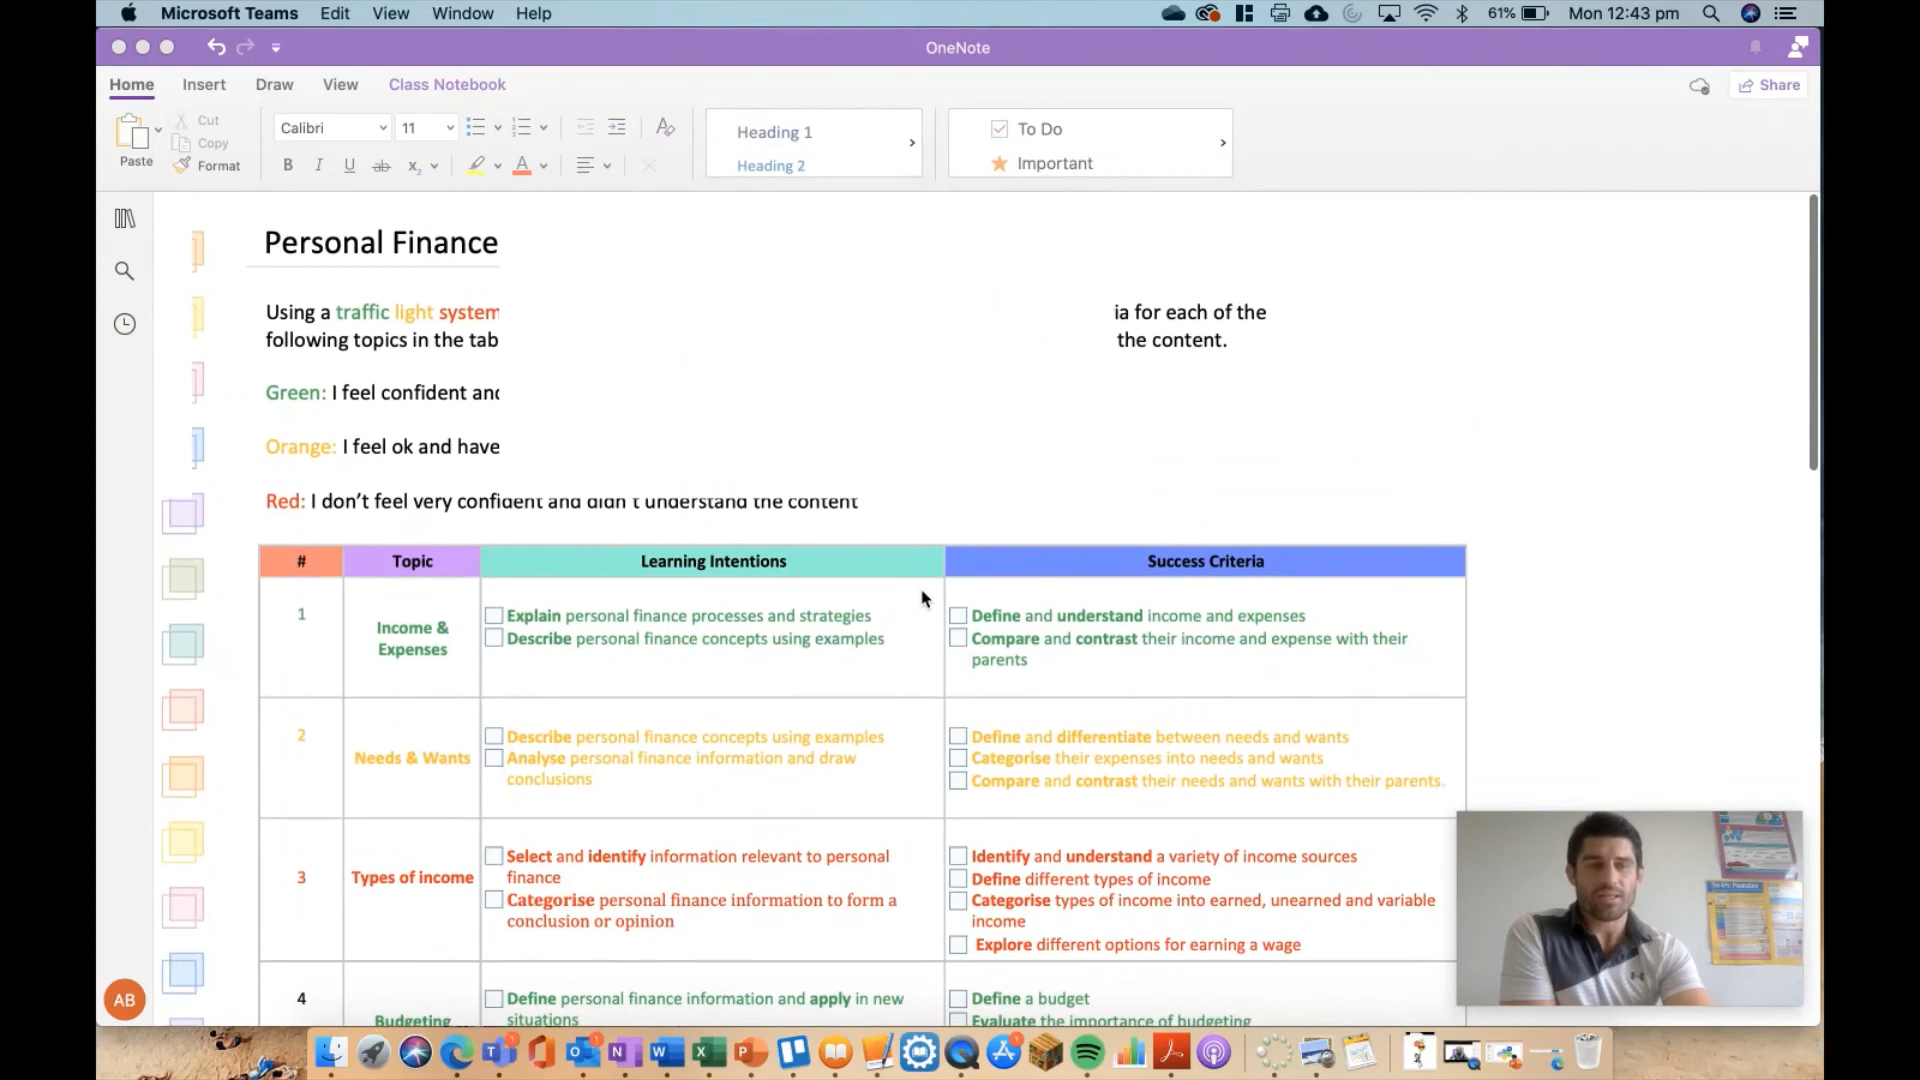 Microsoft Teams Edit View Window Help 61% Mon 12:43 pm
OneNote
Home Insert Draw View Class Notebook Share
Paste Cut Copy Format
Calibri 11
B I U ab x₂ A
Heading 1
Heading 2
To Do
Important
Personal Finance
Using a traffic light system ia for each of the
following topics in the tab the content.
Green: I feel confident and
Orange: I feel ok and have
Red: I don’t feel very confident and didn’t understand the content
# Topic Learning Intentions Success Criteria
1
Income &
Expenses
Explain personal finance processes and strategies
Describe personal finance concepts using examples
Define and understand income and expenses
Compare and contrast their income and expense with their
parents
2
Needs & Wants
Describe personal finance concepts using examples
Analyse personal finance information and draw
conclusions
Define and differentiate between needs and wants
Categorise their expenses into needs and wants
Compare and contrast their needs and wants with their parents.
3
Types of income
Select and identify information relevant to personal
finance
Categorise personal finance information to form a
conclusion or opinion
Identify and understand a variety of income sources
Define different types of income
Categorise types of income into earned, unearned and variable
income
Explore different options for earning a wage
4
Budgeting
Define personal finance information and apply in new
situations
Define a budget
Evaluate the importance of budgeting
AB